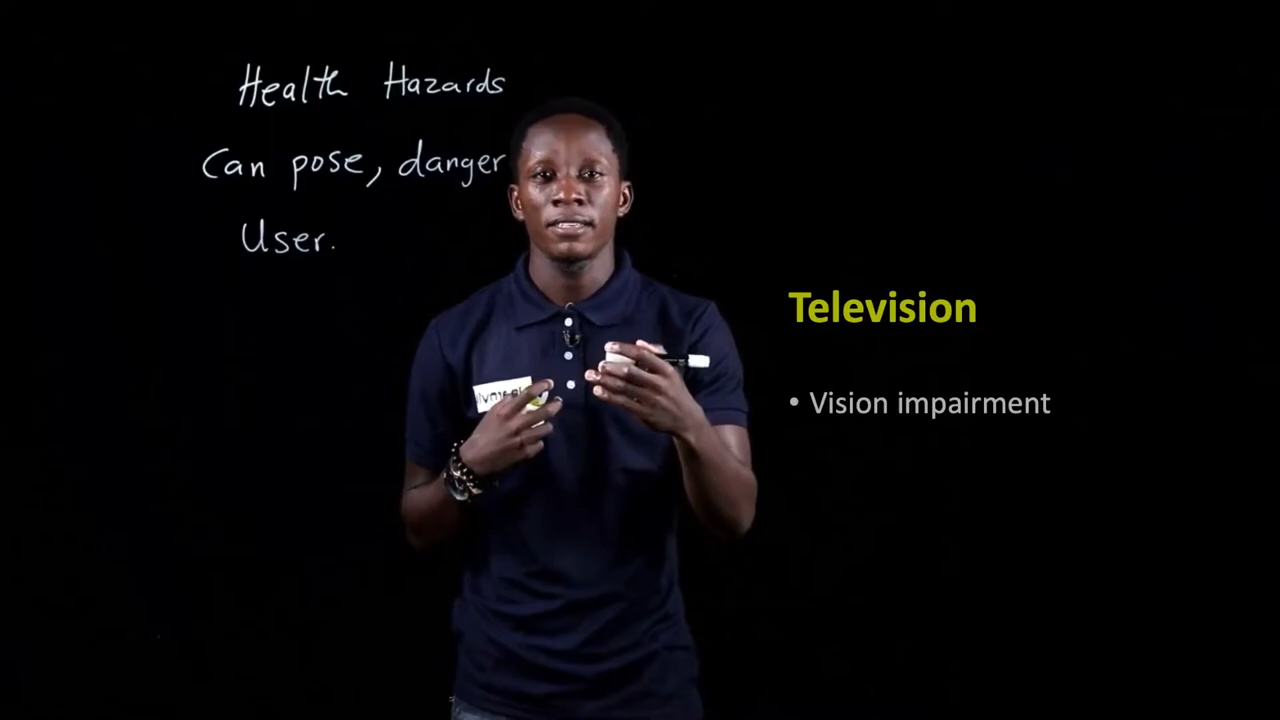 Health Hazards
Can pose, danger
User.
Television
• Vision impairment